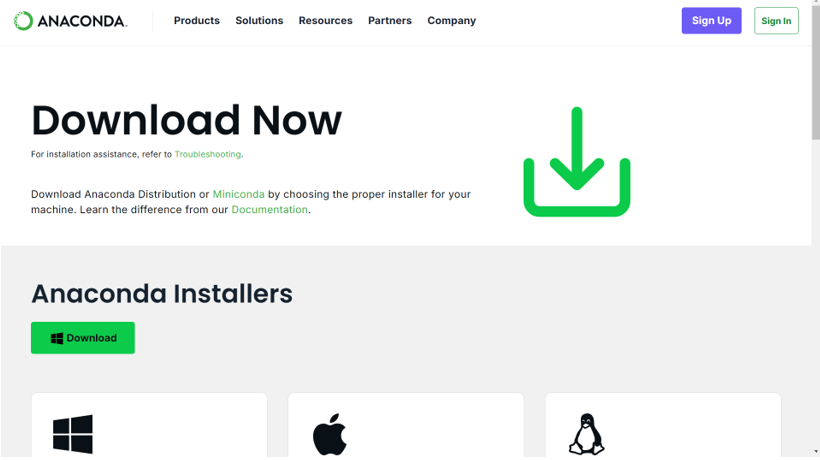 ANACONDA.
Products Solutions Resources Partners Company
Sign Up
Sign In
Download Now
For installation assistance, refer to Troubleshooting.
Download Anaconda Distribution or Miniconda by choosing the proper installer for your
machine. Learn the difference from our Documentation.
Anaconda Installers
Download